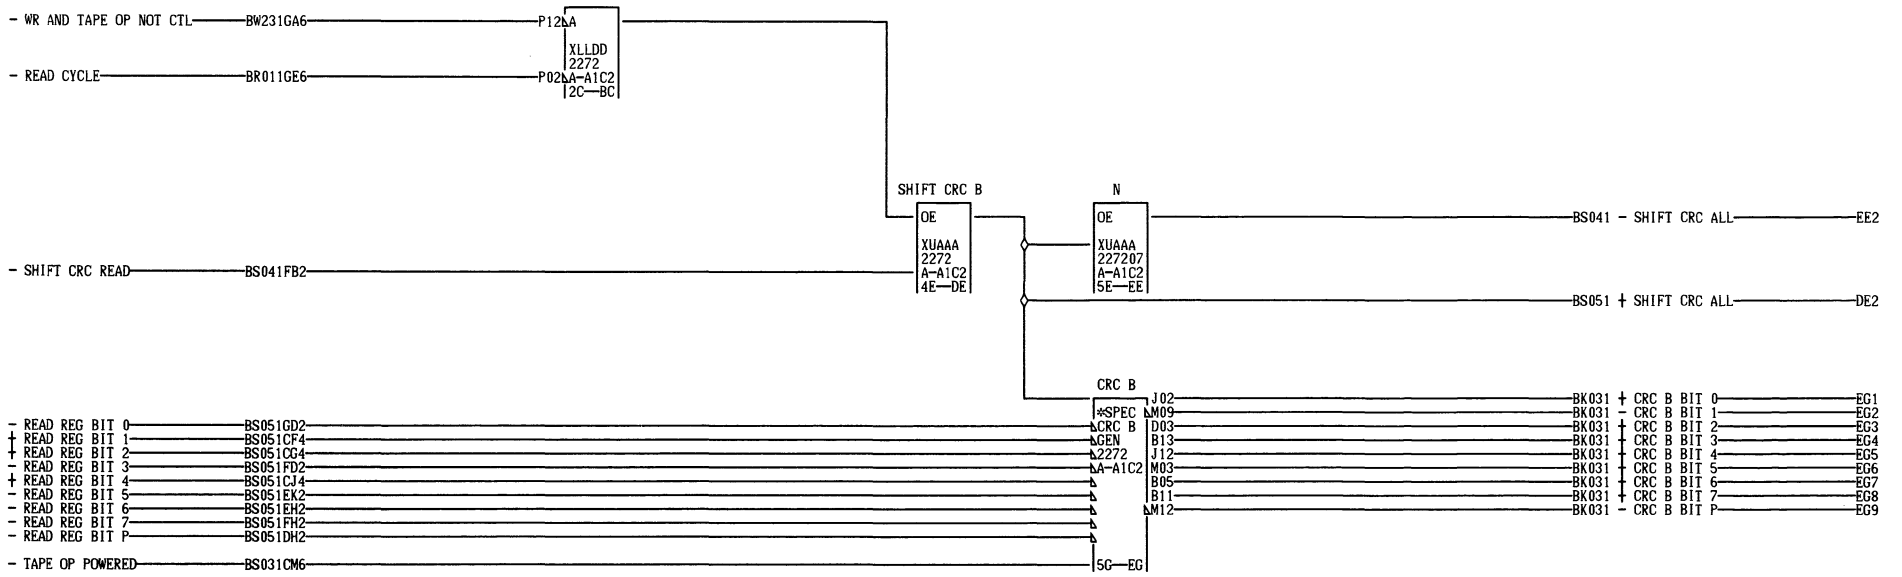 - WR AND TAPE OP NOT CTL BW231GA6 P12 A
XLLDD
2272
- READ CYCLE BR011GE6 P02 A-A1C2
2C BC
SHIFT CRC B N
OE OE BS041 - SHIFT CRC ALL EE2
XUAAA XUAAA
2272 227207
- SHIFT CRC READ BS041FB2 A-A1C2 A-A1C2
4E DE 5E EE
BS051 + SHIFT CRC ALL DE2
CRC B
J02 BK031 + CRC B BIT 0 EG1
*SPEC M09 BK031 - CRC B BIT 1 EG2
- READ REG BIT 0 BS051GD2 CRC B D03 BK031 + CRC B BIT 2 EG3
+ READ REG BIT 1 BS051CF4 GEN B13 BK031 + CRC B BIT 3 EG4
+ READ REG BIT 2 BS051CG4 2272 J12 BK031 + CRC B BIT 4 EG5
- READ REG BIT 3 BS051FD2 A-A1C2 M03 BK031 + CRC B BIT 5 EG6
+ READ REG BIT 4 BS051CJ4 B05 BK031 + CRC B BIT 6 EG7
- READ REG BIT 5 BS051EK2 B11 BK031 + CRC B BIT 7 EG8
- READ REG BIT 6 BS051EH2 M12 BK031 - CRC B BIT P EG9
- READ REG BIT 7 BS051FH2
- READ REG BIT P BS051DH2
- TAPE OP POWERED BS031CM6 5G EG